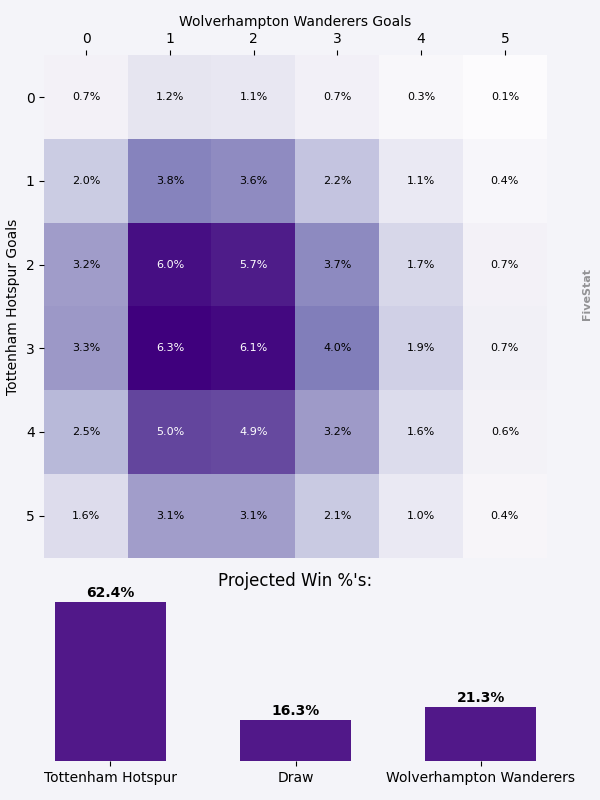 Wolverhampton Wanderers Goals
0 1 2 3 4 5
0 0.7% 1.2% 1.1% 0.7% 0.3% 0.1%
1 2.0% 3.8% 3.6% 2.2% 1.1% 0.4%
2 3.2% 6.0% 5.7% 3.7% 1.7% 0.7%
3 3.3% 6.3% 6.1% 4.0% 1.9% 0.7%
4 2.5% 5.0% 4.9% 3.2% 1.6% 0.6%
5 1.6% 3.1% 3.1% 2.1% 1.0% 0.4%
Tottenham Hotspur Goals
FiveStat
Projected Win %'s:
62.4% 16.3% 21.3%
Tottenham Hotspur Draw Wolverhampton Wanderers